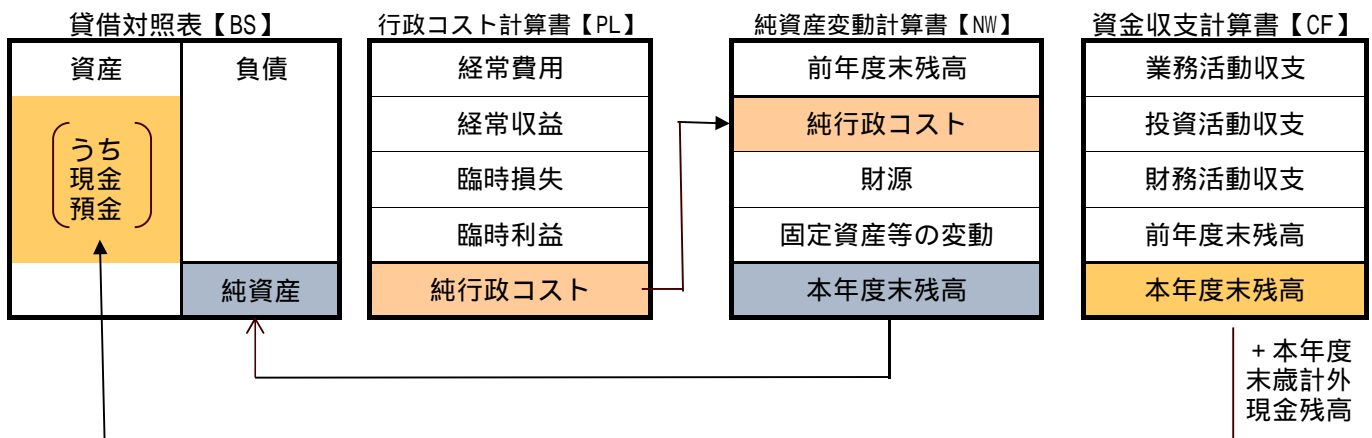 貸借対照表【BS】
資産
負債
うち
現金
預金
純資産
行政コスト計算書【PL】
経常費用
経常収益
臨時損失
臨時利益
純行政コスト
純資産変動計算書【NW】
前年度末残高
純行政コスト
財源
固定資産等の変動
本年度末残高
資金収支計算書【CF】
業務活動収支
投資活動収支
財務活動収支
前年度末残高
本年度末残高
+本年度
末歳計外
現金残高